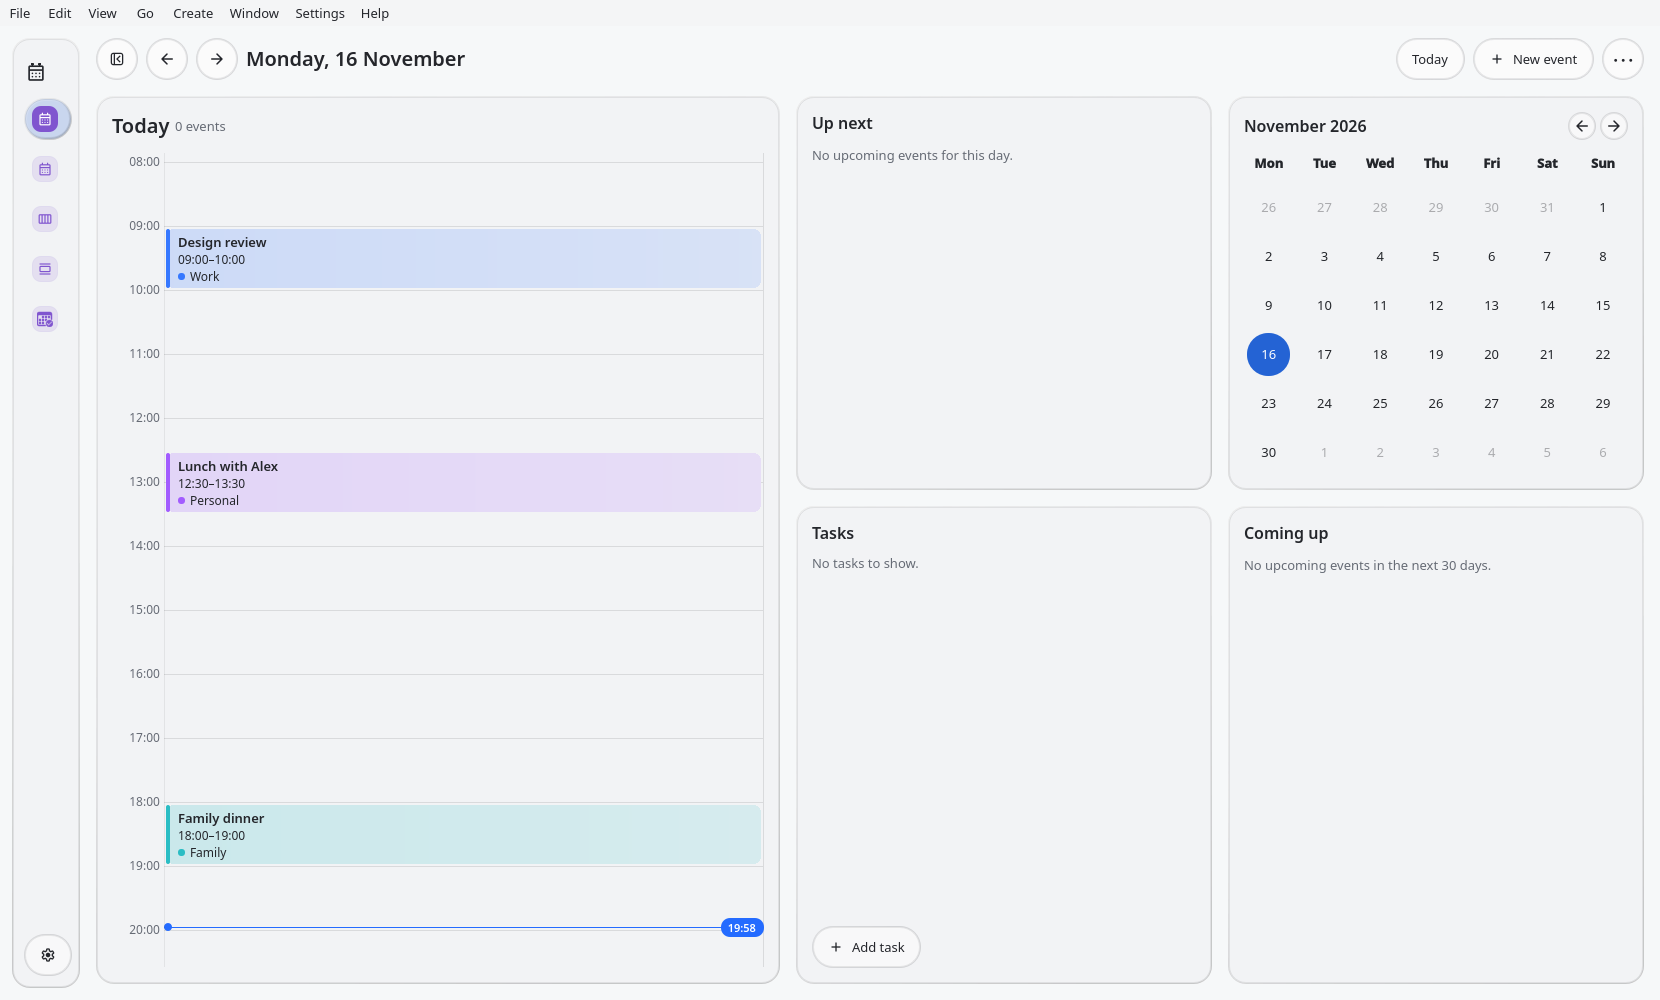 File Edit View Go Create Window Settings Help
Monday, 16 November
Today
+ New event
...
Today 0 events
08:00
09:00
Design review
09:00–10:00
Work
10:00
11:00
12:00
Lunch with Alex
12:30–13:30
Personal
13:00
14:00
15:00
16:00
17:00
18:00
Family dinner
18:00–19:00
Family
19:00
19:58
20:00
Up next
No upcoming events for this day.
November 2026
Mon Tue Wed Thu Fri Sat Sun
26 27 28 29 30 31 1
2 3 4 5 6 7 8
9 10 11 12 13 14 15
16 17 18 19 20 21 22
23 24 25 26 27 28 29
30 1 2 3 4 5 6
Tasks
No tasks to show.
+ Add task
Coming up
No upcoming events in the next 30 days.